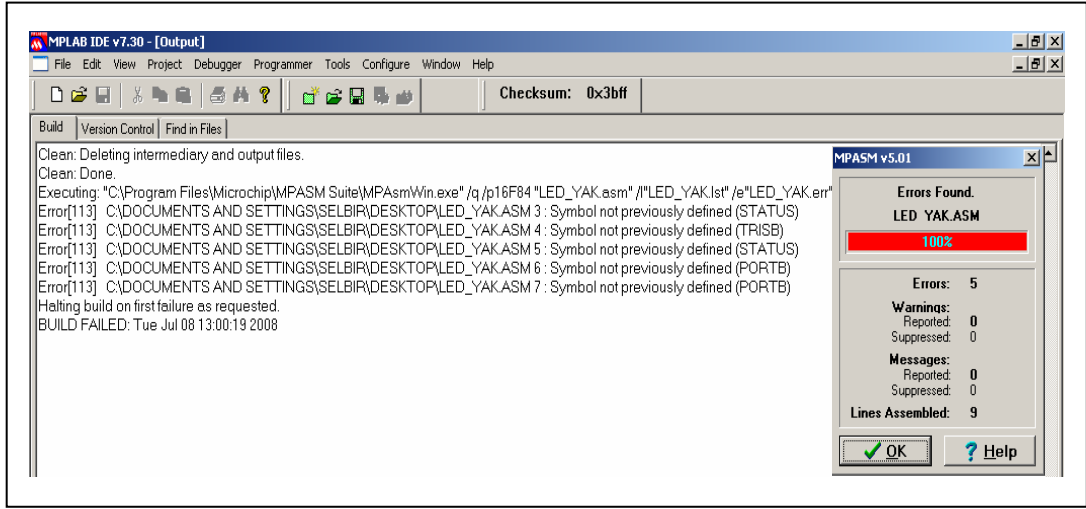 MPLAB IDE v7.30 - [Output]
File Edit View Project Debugger Programmer Tools Configure Window Help
Checksum: 0x3bff
Build Version Control Find in Files
Clean: Deleting intermediary and output files.
Clean: Done.
Executing: "C:\Program Files\Microchip\MPASM Suite\MPAsmWin.exe" /q /p16F84 "LED_YAK.asm" /l"LED_YAK.lst" /e"LED_YAK.err"
Error[113] C:\DOCUMENTS AND SETTINGS\SELBIR\DESKTOP\LED_YAK.ASM 3 : Symbol not previously defined (STATUS)
Error[113] C:\DOCUMENTS AND SETTINGS\SELBIR\DESKTOP\LED_YAK.ASM 4 : Symbol not previously defined (TRISB)
Error[113] C:\DOCUMENTS AND SETTINGS\SELBIR\DESKTOP\LED_YAK.ASM 5 : Symbol not previously defined (STATUS)
Error[113] C:\DOCUMENTS AND SETTINGS\SELBIR\DESKTOP\LED_YAK.ASM 6 : Symbol not previously defined (PORTB)
Error[113] C:\DOCUMENTS AND SETTINGS\SELBIR\DESKTOP\LED_YAK.ASM 7 : Symbol not previously defined (PORTB)
Halting build on first failure as requested.
BUILD FAILED: Tue Jul 08 13:00:19 2008
MPASM v5.01
Errors Found.
LED_YAK.ASM
100%
Errors: 5
Warnings:
Reported: 0
Suppressed: 0
Messages:
Reported: 0
Suppressed: 0
Lines Assembled: 9
OK
Help